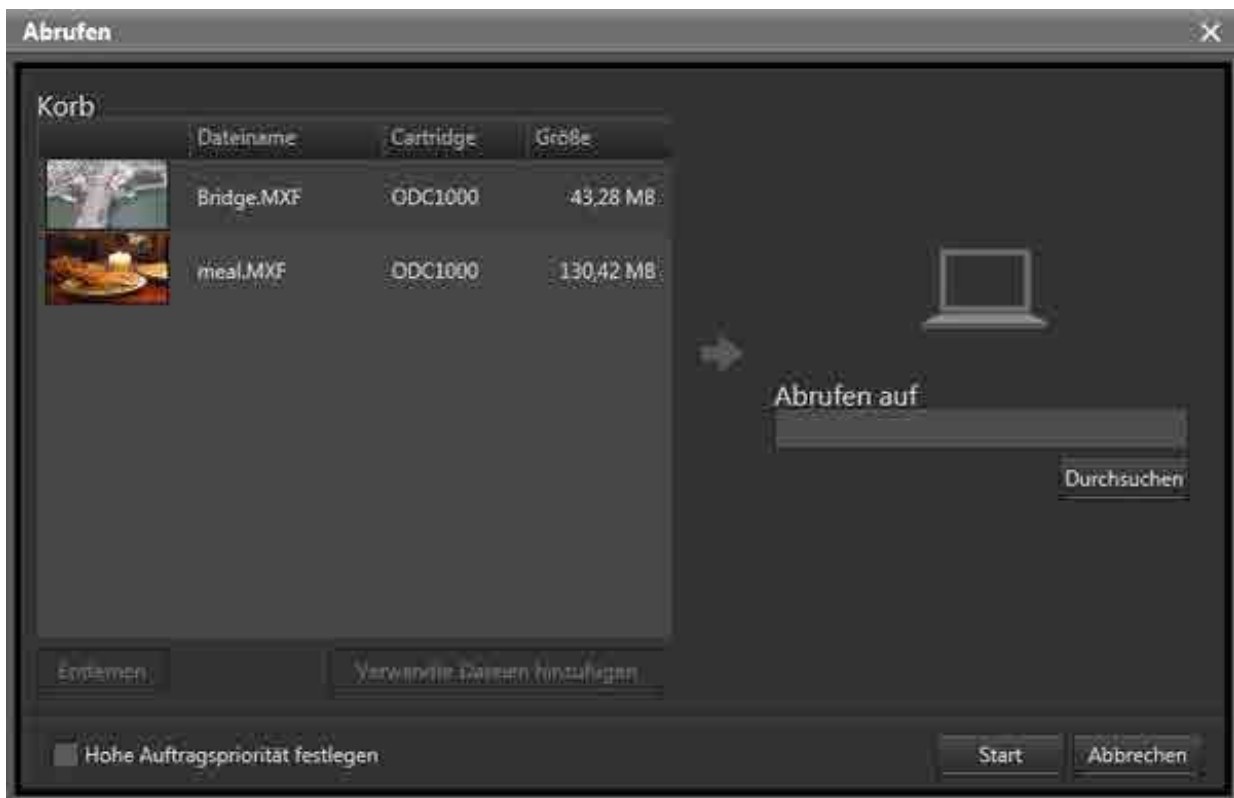 Abrufen
Korb
Dateiname Cartridge Größe
Bridge.MXF ODC1000 43,28 MB
meal.MXF ODC1000 130,42 MB
Abrufen auf
Durchsuchen
Entfernen Verwandte Dateien hinzufügen
Hohe Auftragspriorität festlegen Start Abbrechen